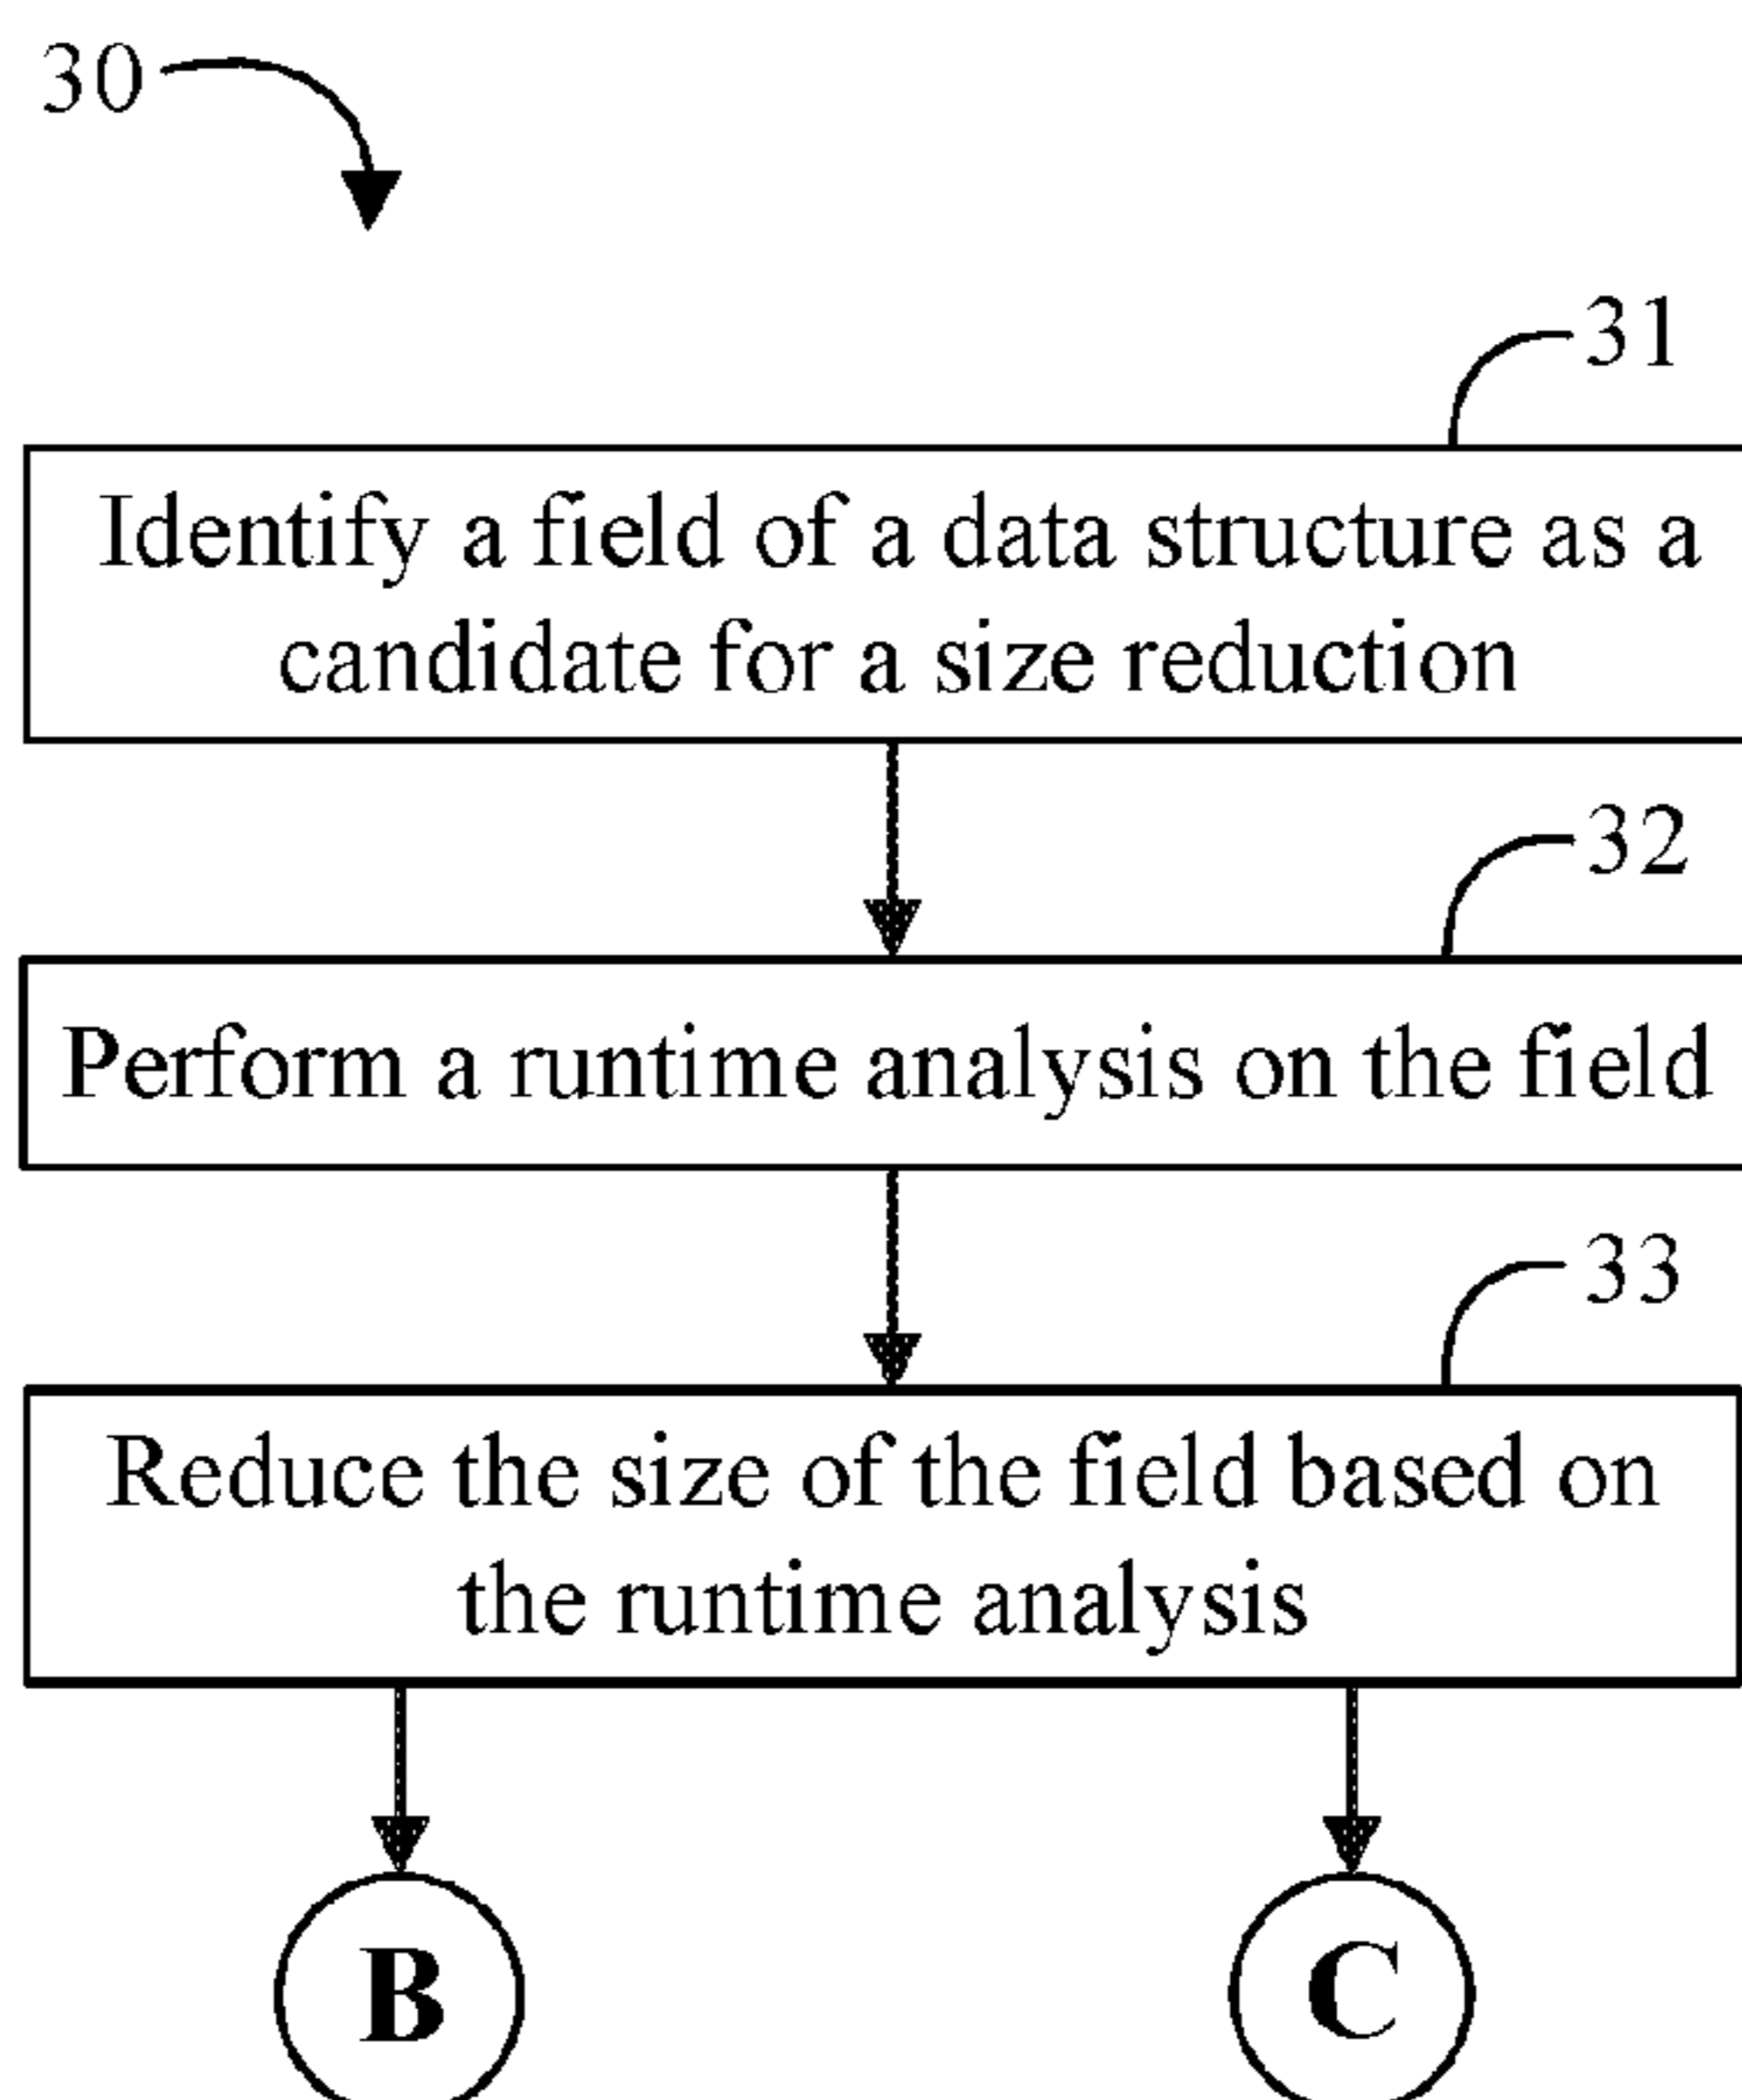 30
31
Identify a field of a data structure as a
candidate for a size reduction
32
Perform a runtime analysis on the field
33
Reduce the size of the field based on
the runtime analysis
B
C